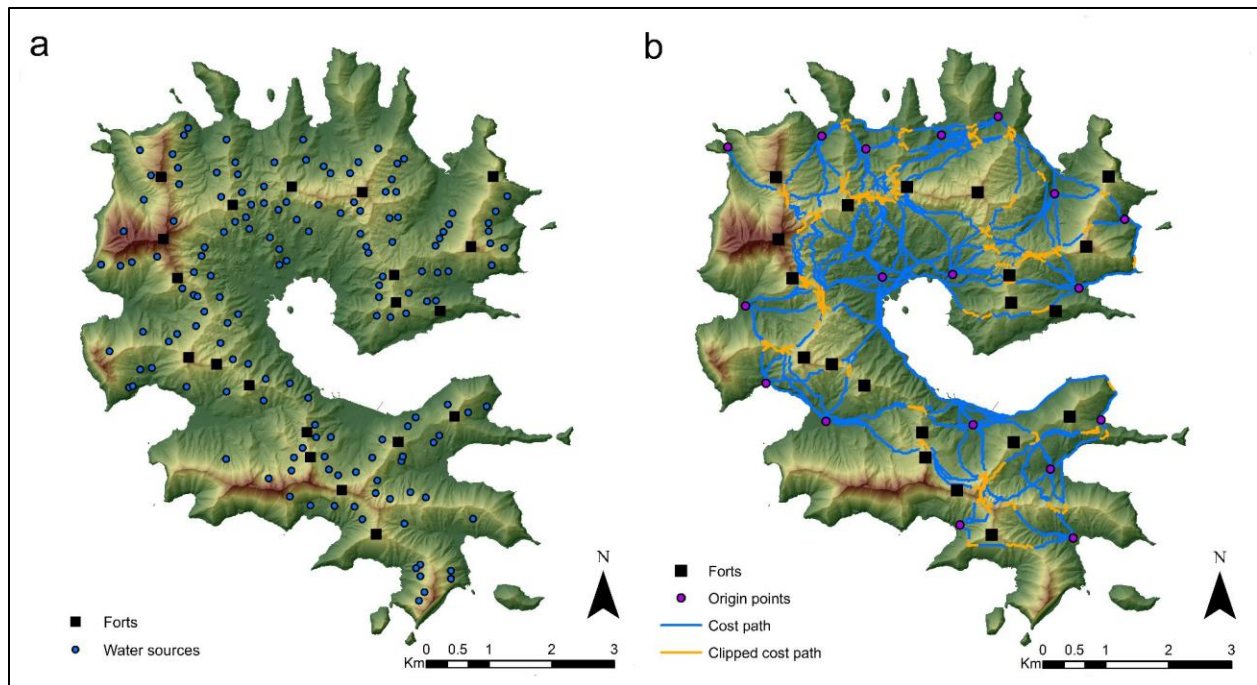 a
N
Forts
Water sources
Km
0 0.5 1 2 3
b
N
Forts
Origin points
Cost path
Clipped cost path
Km
0 0.5 1 2 3